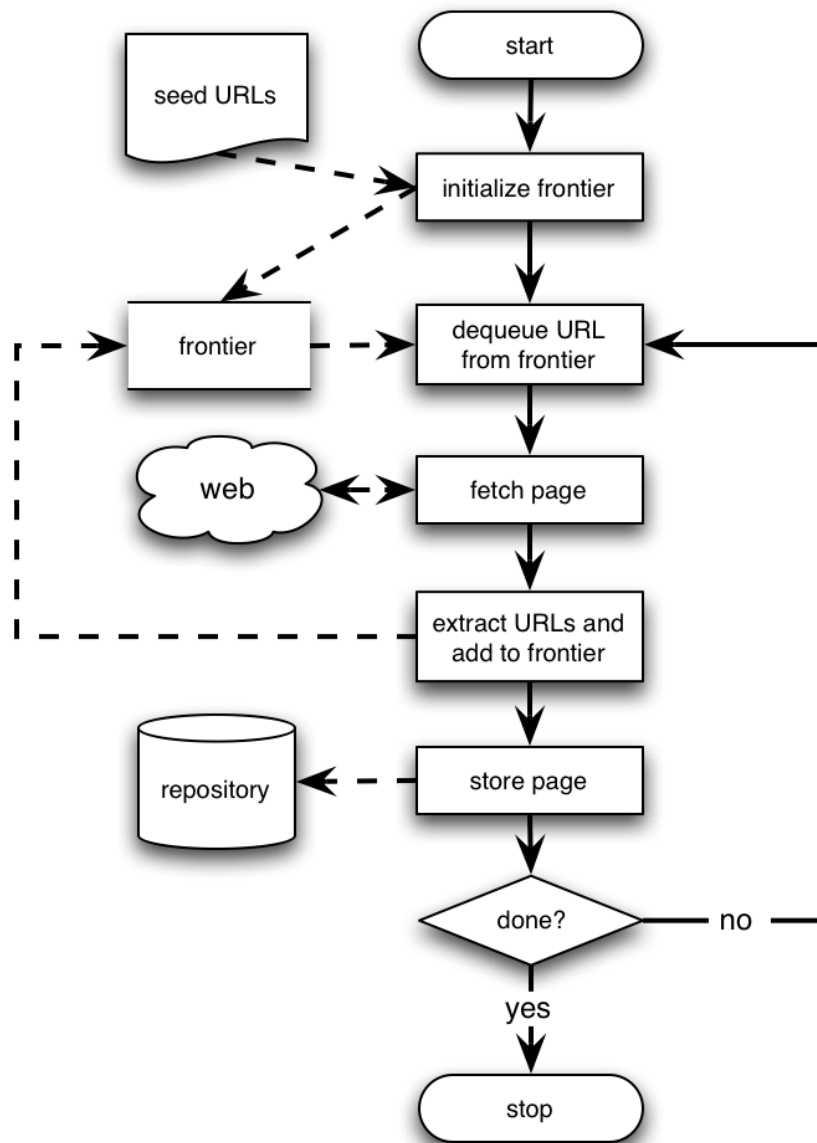 start
seed URLs
initialize frontier
frontier
dequeue URL
from frontier
web
fetch page
extract URLs and
add to frontier
repository
store page
done?
no
yes
stop